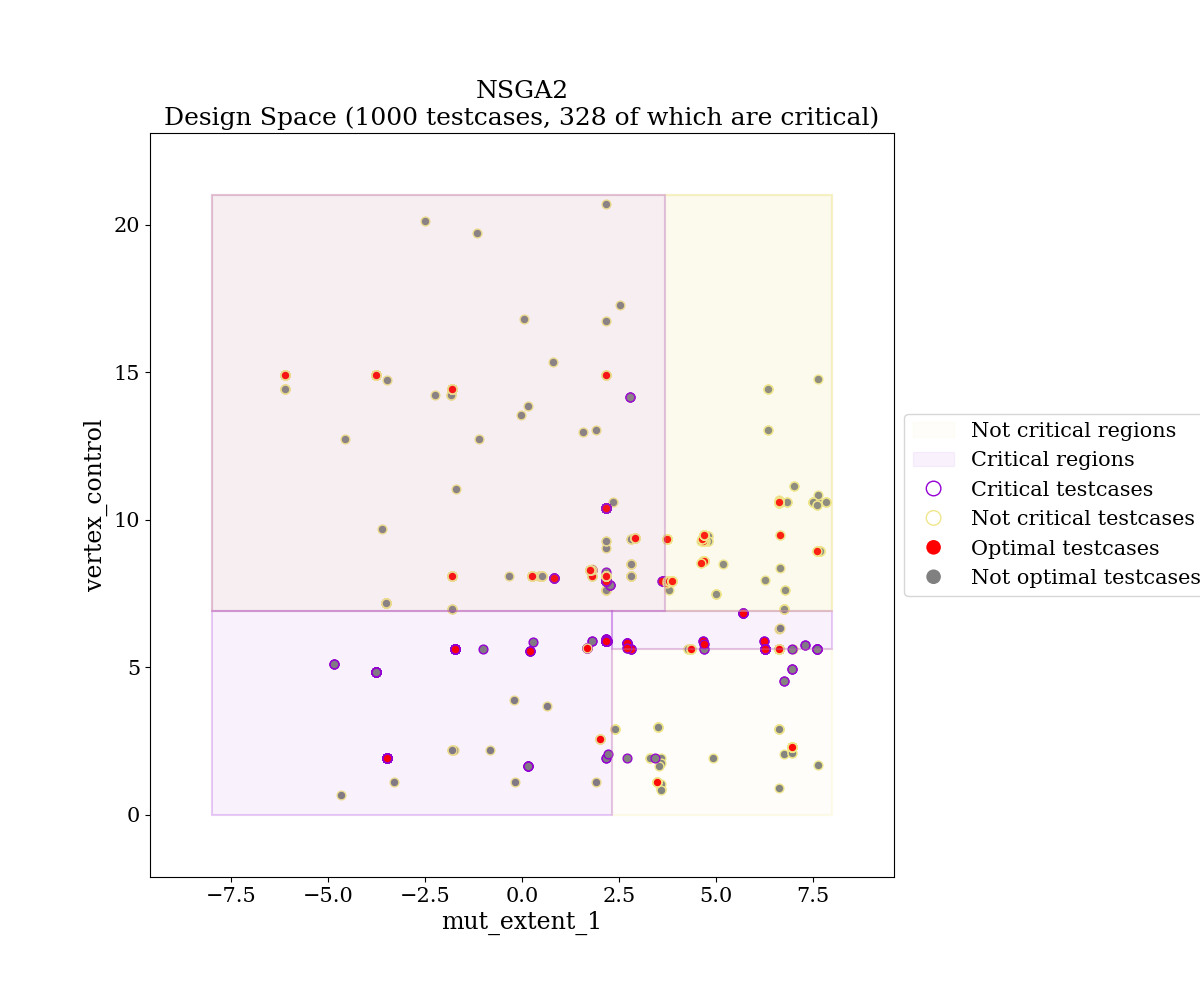 NSGA2
Design Space (1000 testcases, 328 of which are critical)
20
15
10
5
0
vertex_control
−7.5 −5.0 −2.5 0.0 2.5 5.0 7.5
mut_extent_1
Not critical regions
Critical regions
Critical testcases
Not critical testcases
Optimal testcases
Not optimal testcases